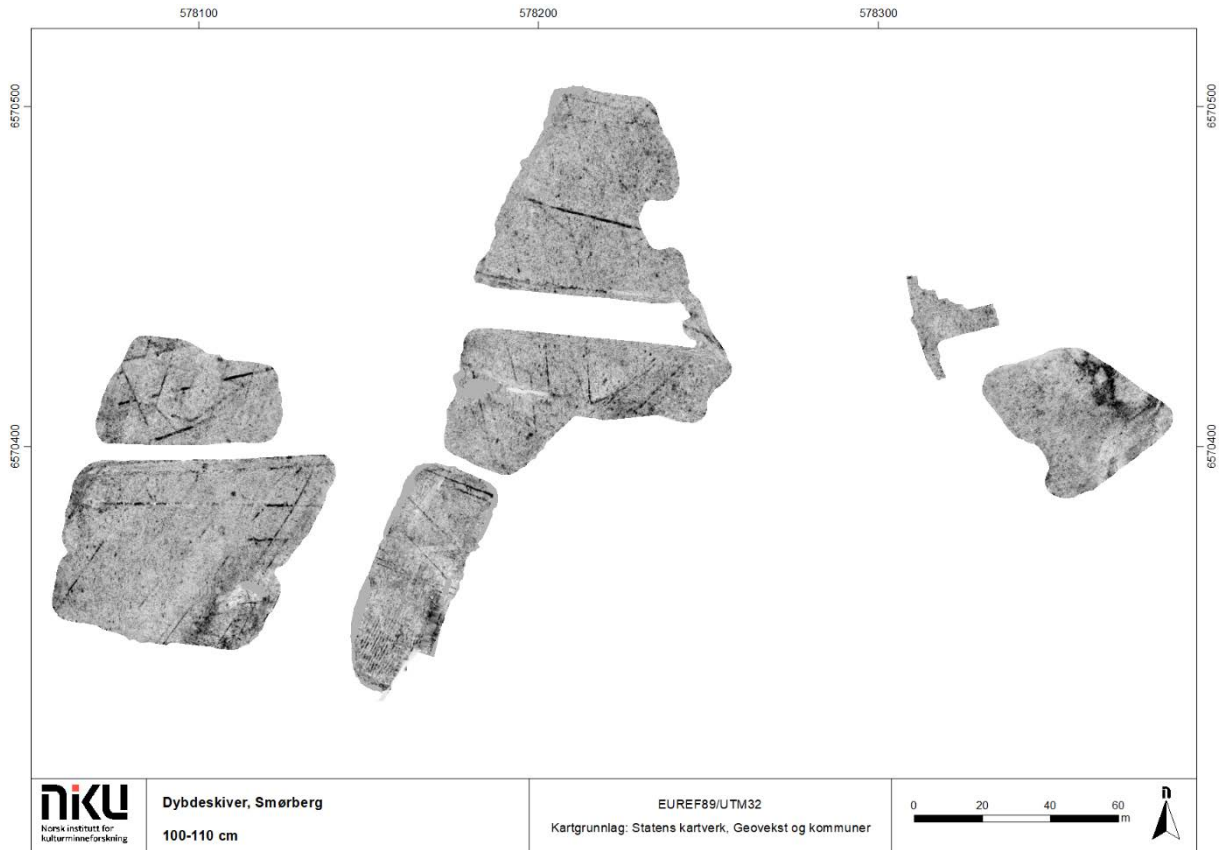 578100 578200 578300
6570500 6570500
6570400 6570400
NIKU
Norsk institutt for
kulturminneforskning
Dybdeskiver, Smørberg
100-110 cm
EUREF89/UTM32
Kartgrunnlag: Statens kartverk, Geovekst og kommuner
0 20 40 60
m
n